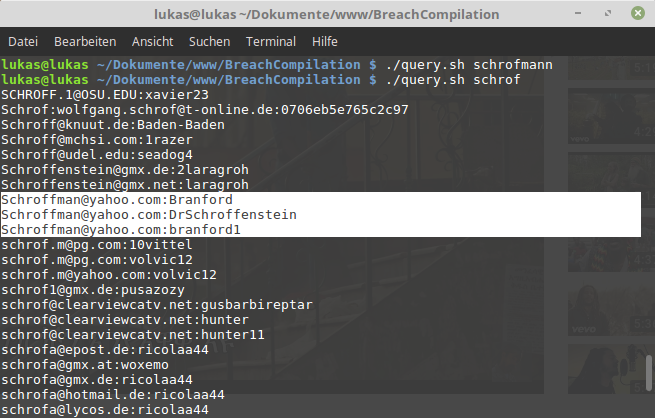 lukas@lukas ~/Dokumente/www/BreachCompilation
Datei Bearbeiten Ansicht Suchen Terminal Hilfe
lukas@lukas ~/Dokumente/www/BreachCompilation $ ./query.sh schrofmann
lukas@lukas ~/Dokumente/www/BreachCompilation $ ./query.sh schrof
SCHROFF.1@OSU.EDU:xavier23
Schrof:wolfgang.schrof@t-online.de:0706eb5e765c2c97
Schroff@knuut.de:Baden-Baden
Schroff@mchsi.com:1razer
Schroff@udel.edu:seadog4
Schroffenstein@gmx.de:2laragroh
Schroffenstein@gmx.net:laragroh
Schroffman@yahoo.com:Branford
Schroffman@yahoo.com:DrSchroffenstein
Schroffman@yahoo.com:branford1
schrof.m@pg.com:10vittel
schrof.m@pg.com:volvic12
schrof.m@yahoo.com:volvic12
schrof1@gmx.de:pusazozy
schrof@clearviewcatv.net:gusbarbireptar
schrof@clearviewcatv.net:hunter
schrof@clearviewcatv.net:hunter11
schrofa@epost.de:ricolaa44
schrofa@gmx.at:woxemo
schrofa@gmx.de:ricolaa44
schrofa@hotmail.de:ricolaa44
schrofa@lycos.de:ricolaa44